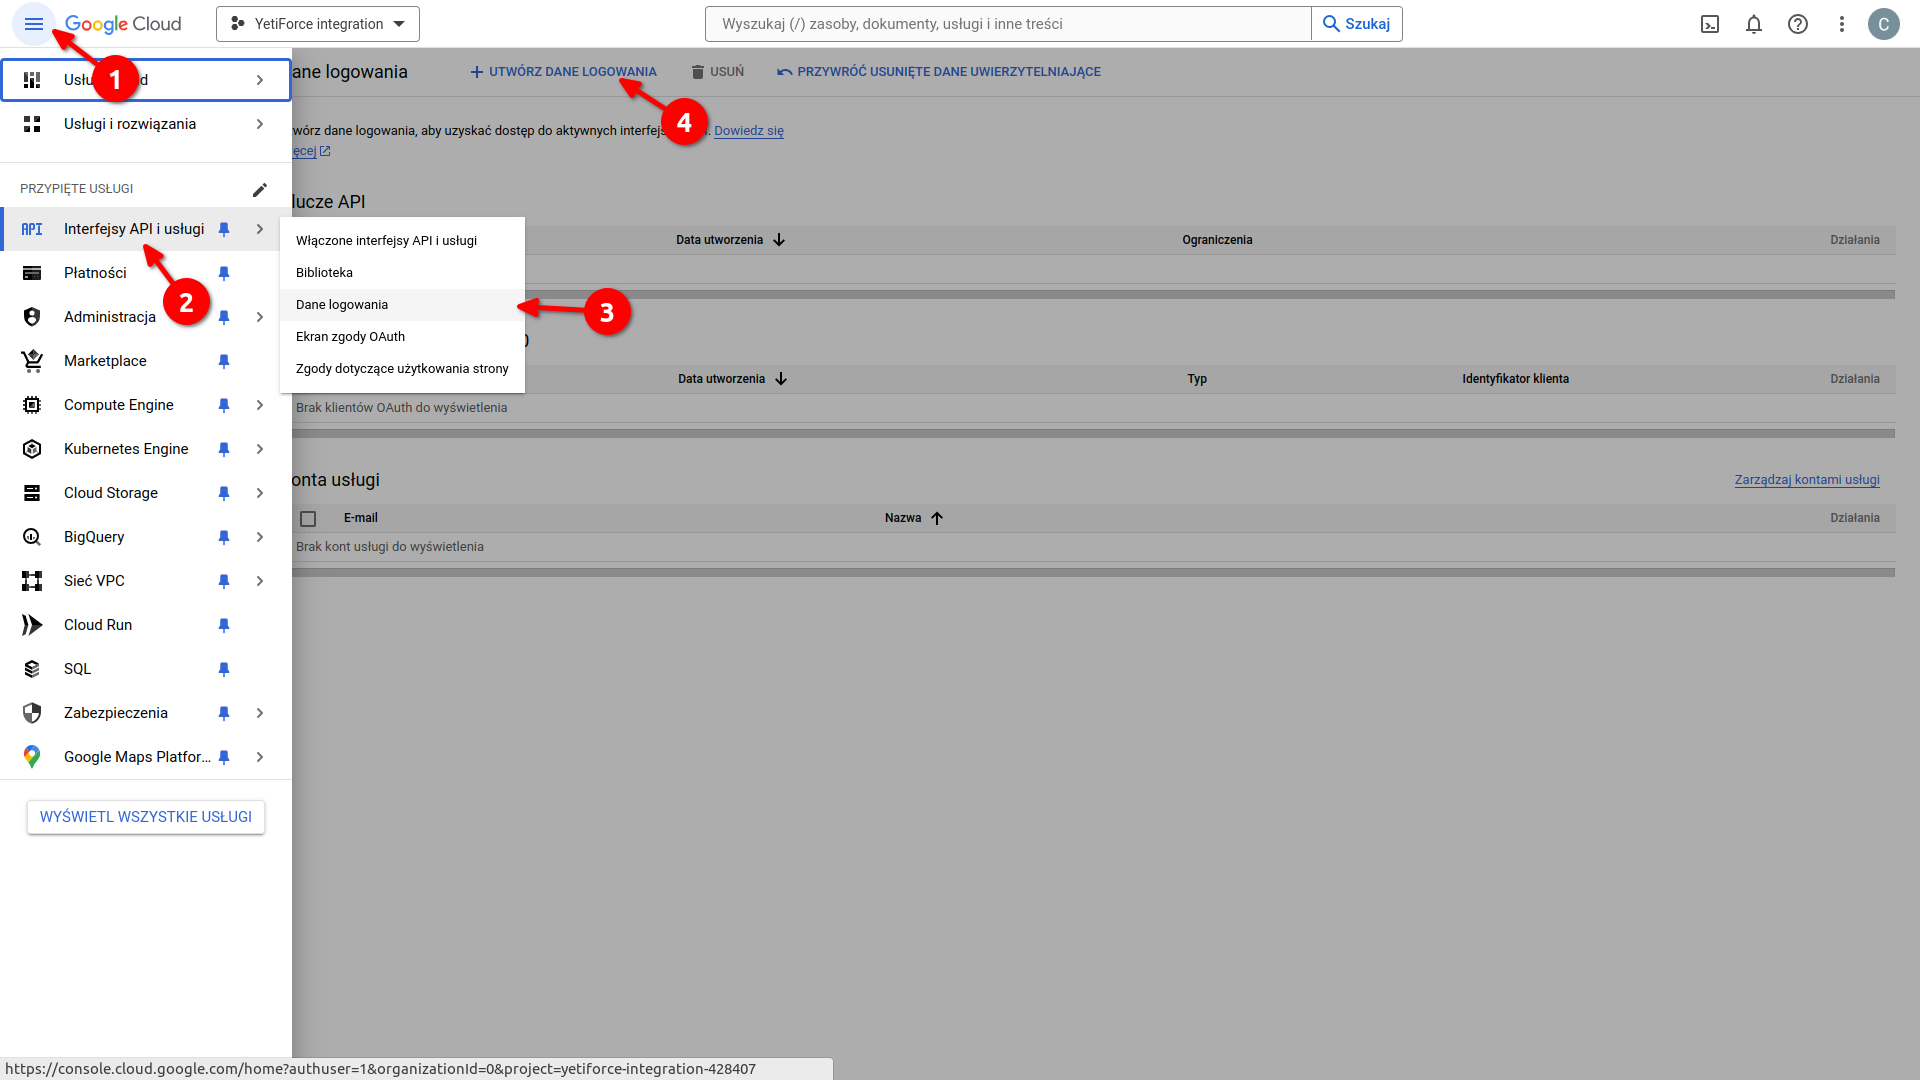 Google Cloud
YetiForce integration
Wyszukaj (/) zasoby, dokumenty, usługi i inne treści
Szukaj
C
1
Usługi i rozwiązania
PRZYPIĘTE USŁUGI
API Interfejsy API i usługi
Płatności
2
Administracja
Marketplace
Compute Engine
Kubernetes Engine
Cloud Storage
BigQuery
Sieć VPC
Cloud Run
SQL
Zabezpieczenia
Google Maps Platfor...
WYŚWIETL WSZYSTKIE USŁUGI
Włączone interfejsy API i usługi
Biblioteka
Dane logowania
3
Ekran zgody OAuth
Zgody dotyczące użytkowania strony
ane logowania
UTWÓRZ DANE LOGOWANIA
USUŃ
PRZYWRÓĆ USUNIĘTE DANE UWIERZYTELNIAJĄCE
4
wórz dane logowania, aby uzyskać dostęp do aktywnych interfejs . Dowiedz się
ęcej
lucze API
Data utworzenia
Ograniczenia
Działania
Data utworzenia
Typ
Identyfikator klienta
Działania
Brak klientów OAuth do wyświetlenia
onta usługi
Zarządzaj kontami usługi
E-mail
Nazwa
Działania
Brak kont usługi do wyświetlenia
https://console.cloud.google.com/home?authuser=1&organizationId=0&project=yetiforce-integration-428407